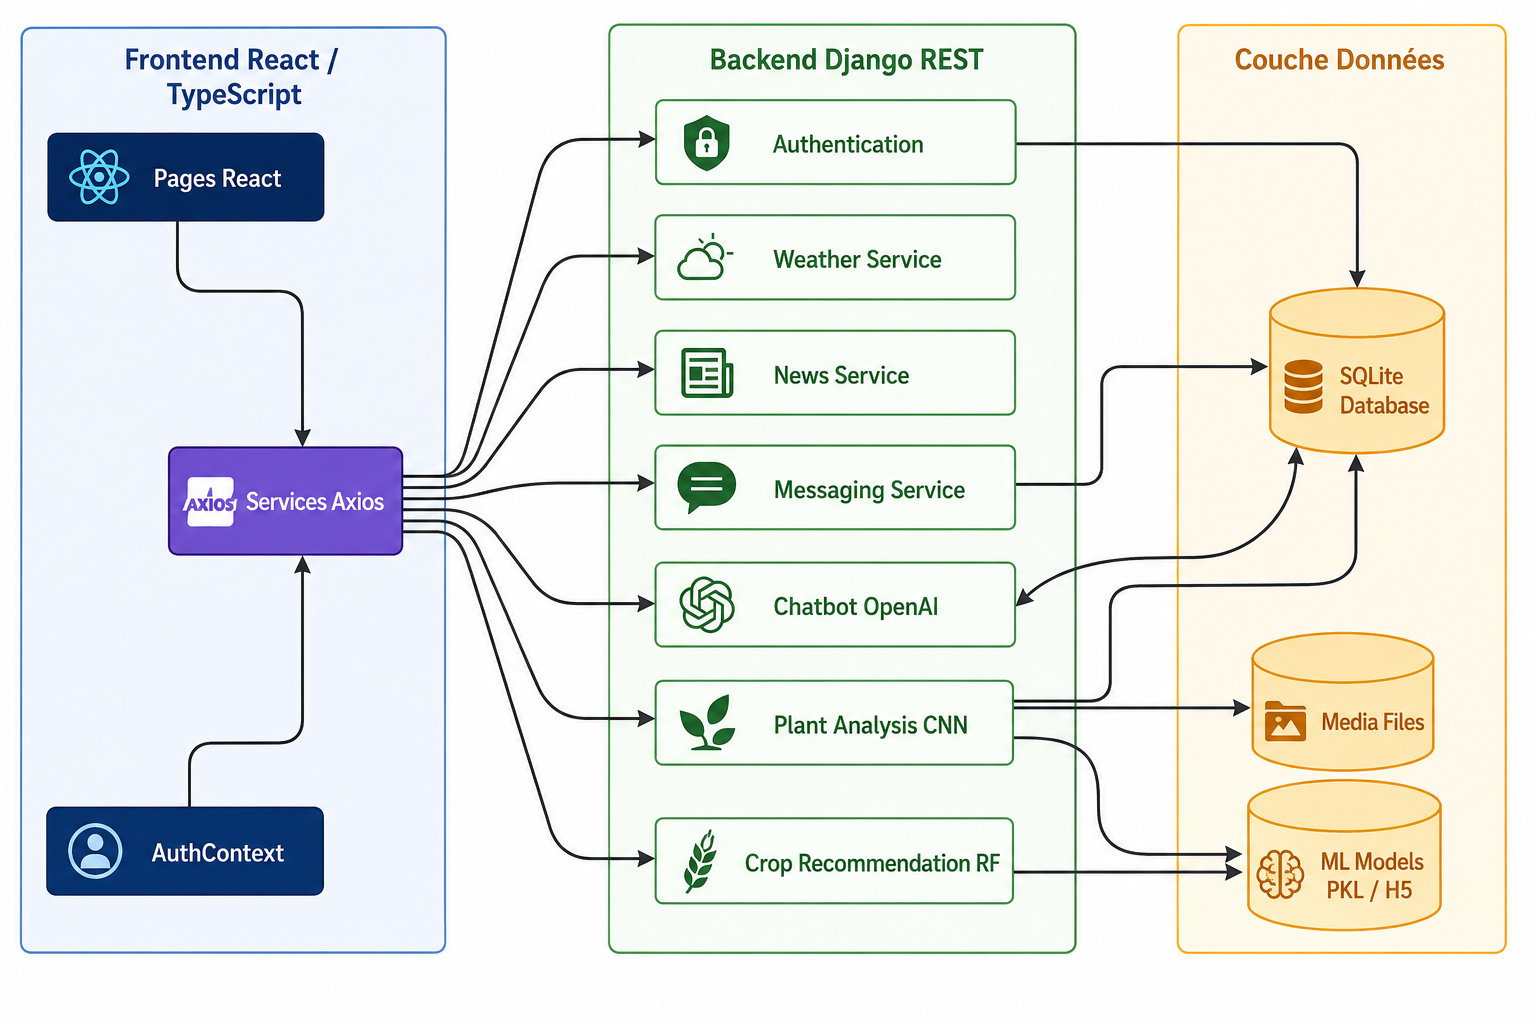 Frontend React /
TypeScript
Pages React
AXIOS
Services Axios
AuthContext
Backend Django REST
Authentication
Weather Service
News Service
Messaging Service
Chatbot OpenAI
Plant Analysis CNN
Crop Recommendation RF
Couche Données
SQLite
Database
Media Files
ML Models
PKL / H5